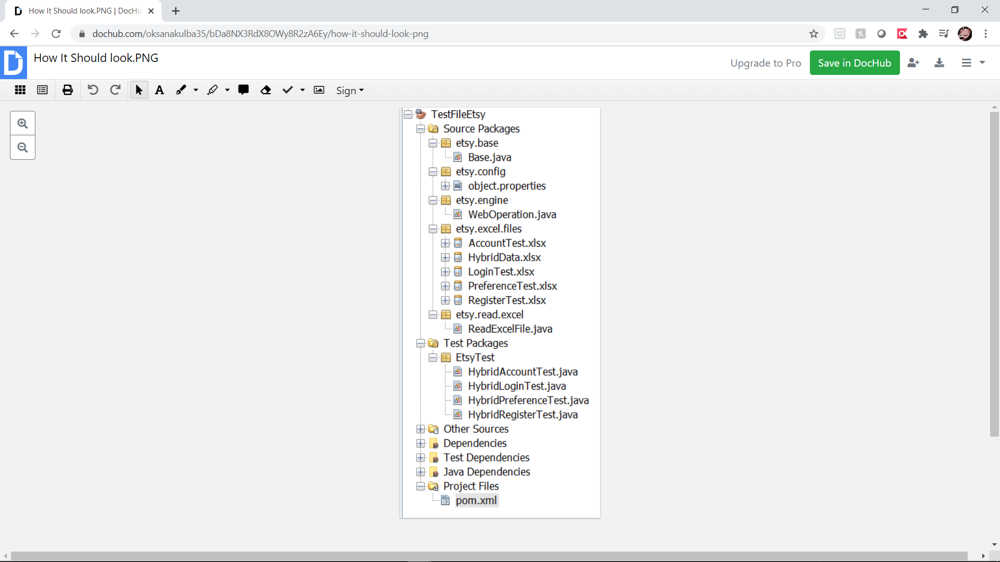 How It Should look.PNG | DocHu
dochub.com/oksanakulba35/bDa8NX3RdX8OWy8R2zA6Ey/how-it-should-look-png
How It Should look.PNG
Upgrade to Pro
Save in DocHub
A
Sign
TestFileEtsy
Source Packages
etsy.base
Base.java
etsy.config
object.properties
etsy.engine
WebOperation.java
etsy.excel.files
AccountTest.xlsx
HybridData.xlsx
LoginTest.xlsx
PreferenceTest.xlsx
RegisterTest.xlsx
etsy.read.excel
ReadExcelFile.java
Test Packages
EtsyTest
HybridAccountTest.java
HybridLoginTest.java
HybridPreferenceTest.java
HybridRegisterTest.java
Other Sources
Dependencies
Test Dependencies
Java Dependencies
Project Files
pom.xml